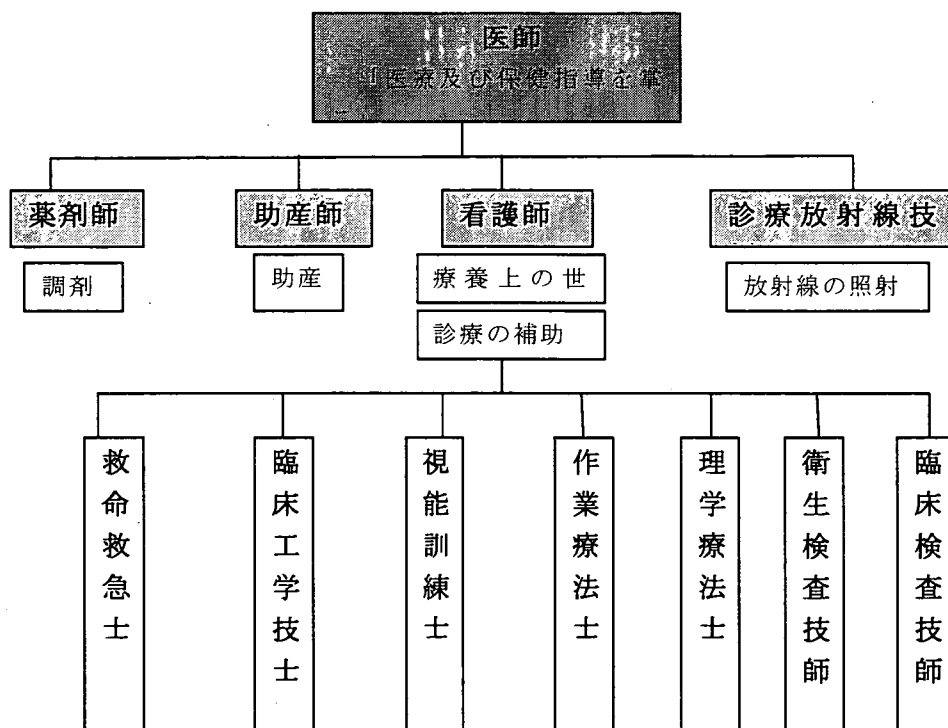 医師
「医療及び保健指導を掌
薬剤師
助産師
看護師
診療放射線技
調剤
助産
療養上の世
放射線の照射
診療の補助
救命救急士
臨床工学技士
視能訓練士
作業療法士
理学療法士
衛生検査技師
臨床検査技師